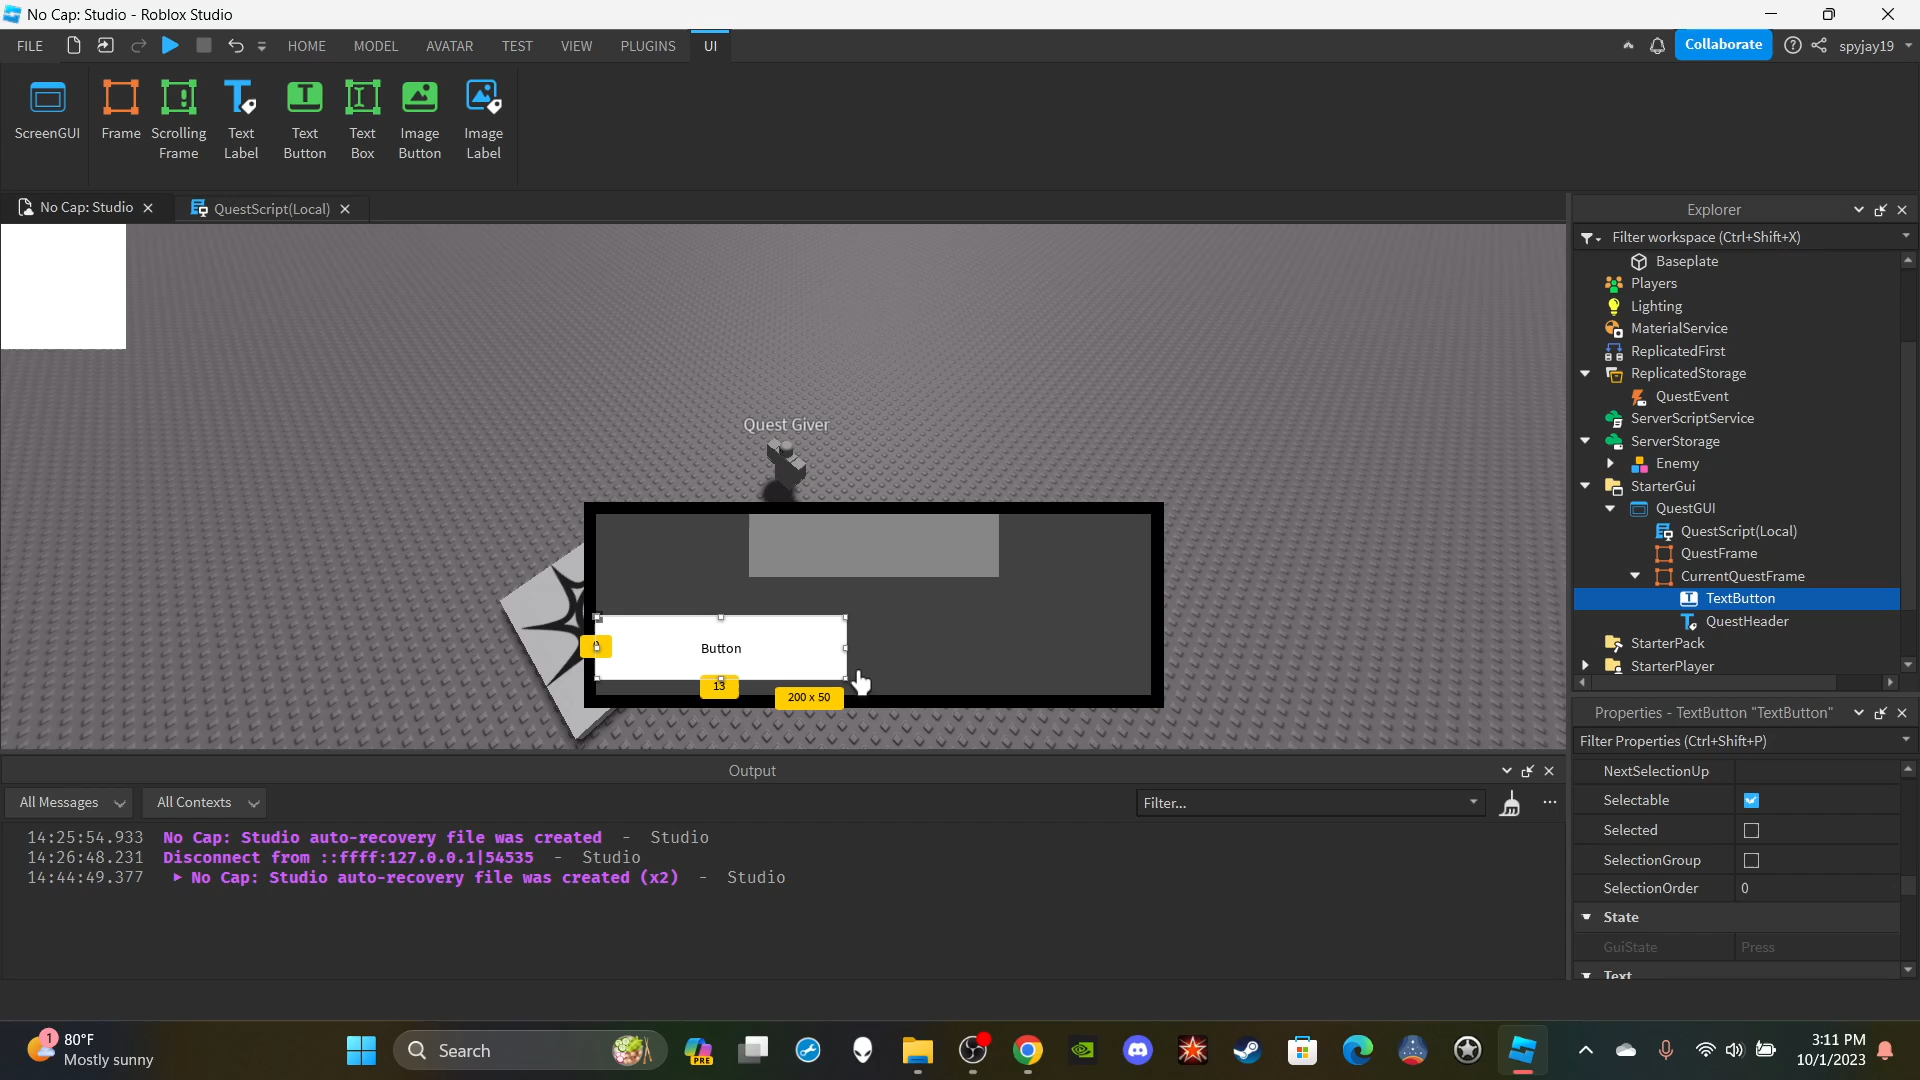 No Cap: Studio - Roblox Studio
FILE HOME MODEL AVATAR TEST VIEW PLUGINS UI Collaborate spyjay19
ScreenGUI Frame Scrolling Frame Text Label Text Button Text Box Image Button Image Label
No Cap: Studio QuestScript(Local)
Explorer
Filter workspace (Ctrl+Shift+X)
Baseplate
Players
Lighting
MaterialService
ReplicatedFirst
ReplicatedStorage
QuestEvent
ServerScriptService
ServerStorage
Enemy
StarterGui
QuestGUI
QuestScript(Local)
QuestFrame
CurrentQuestFrame
TextButton
QuestHeader
StarterPack
StarterPlayer
Quest Giver
Button
13
200 x 50
Properties - TextButton "TextButton"
Filter Properties (Ctrl+Shift+P)
NextSelectionUp
Selectable
Selected
SelectionGroup
SelectionOrder 0
State
GuiState Press
Text
Output
All Messages All Contexts Filter...
14:25:54.933 No Cap: Studio auto-recovery file was created - Studio
14:26:48.231 Disconnect from ::ffff:127.0.0.1|54535 - Studio
14:44:49.377 ▶ No Cap: Studio auto-recovery file was created (x2) - Studio
1
80°F
Mostly sunny
Search
PRE
3:11 PM
10/1/2023